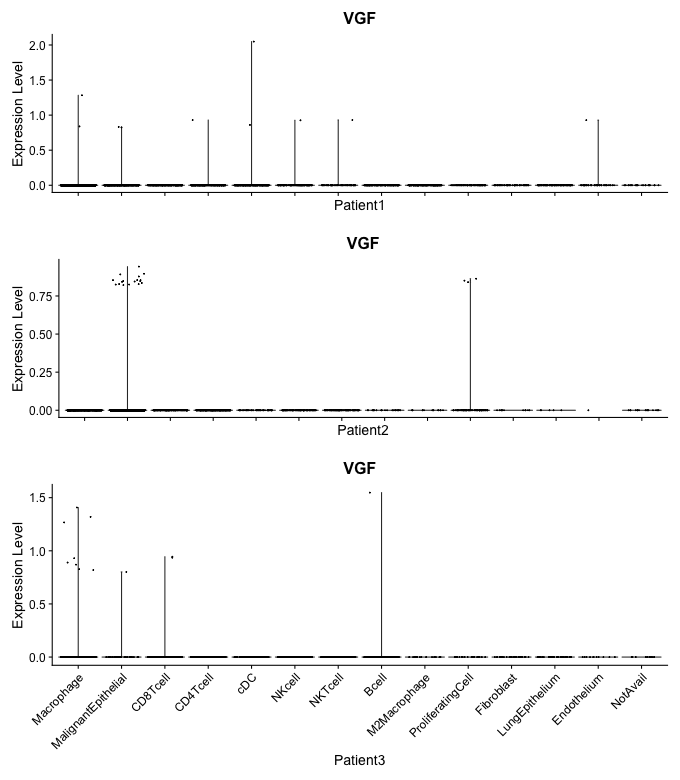 VGF
Expression Level
2.0
1.5
1.0
0.5
0.0
Patient1
VGF
Expression Level
0.75
0.50
0.25
0.00
Patient2
VGF
Expression Level
1.5
1.0
0.5
0.0
Macrophage
MalignantEpithelial
CD8Tcell
CD4Tcell
cDC
NKcell
NKTcell
Bcell
M2Macrophage
ProliferatingCell
Fibroblast
LungEpithelium
Endothelium
NotAvail
Patient3